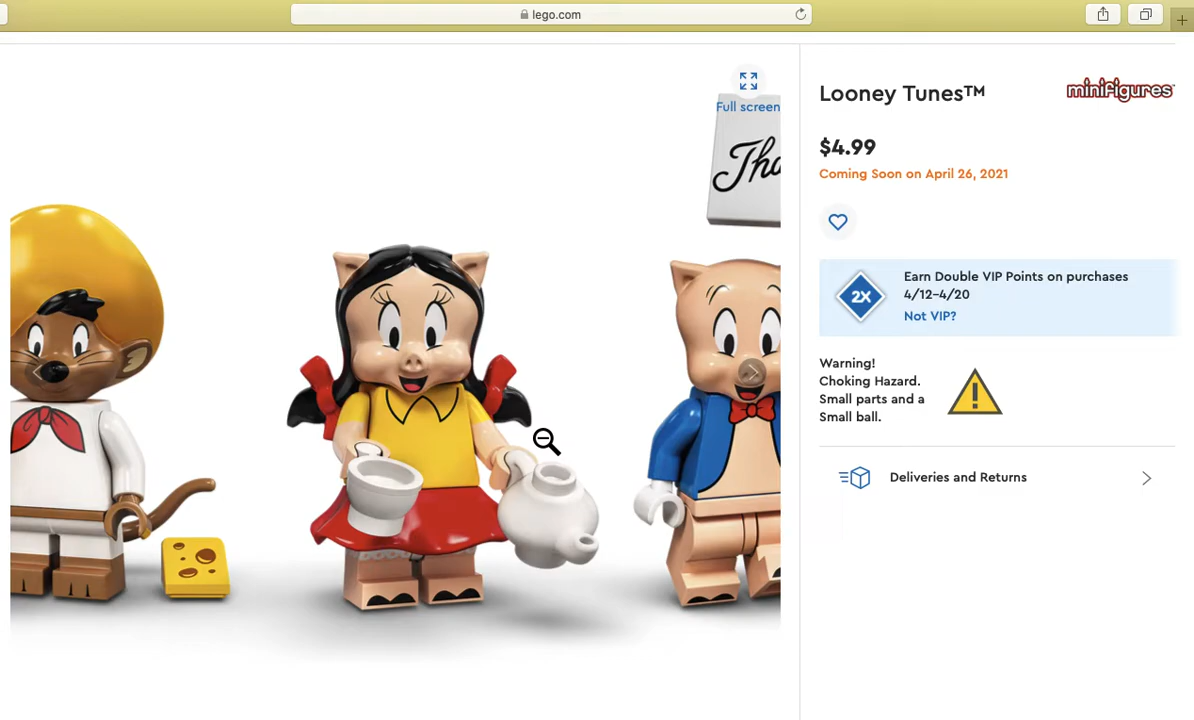 lego.com
Full screen
Looney Tunes™
minifigures
$4.99
Coming Soon on April 26, 2021
2X
Earn Double VIP Points on purchases
4/12–4/20
Not VIP?
Warning!
Choking Hazard.
Small parts and a
Small ball.
Deliveries and Returns